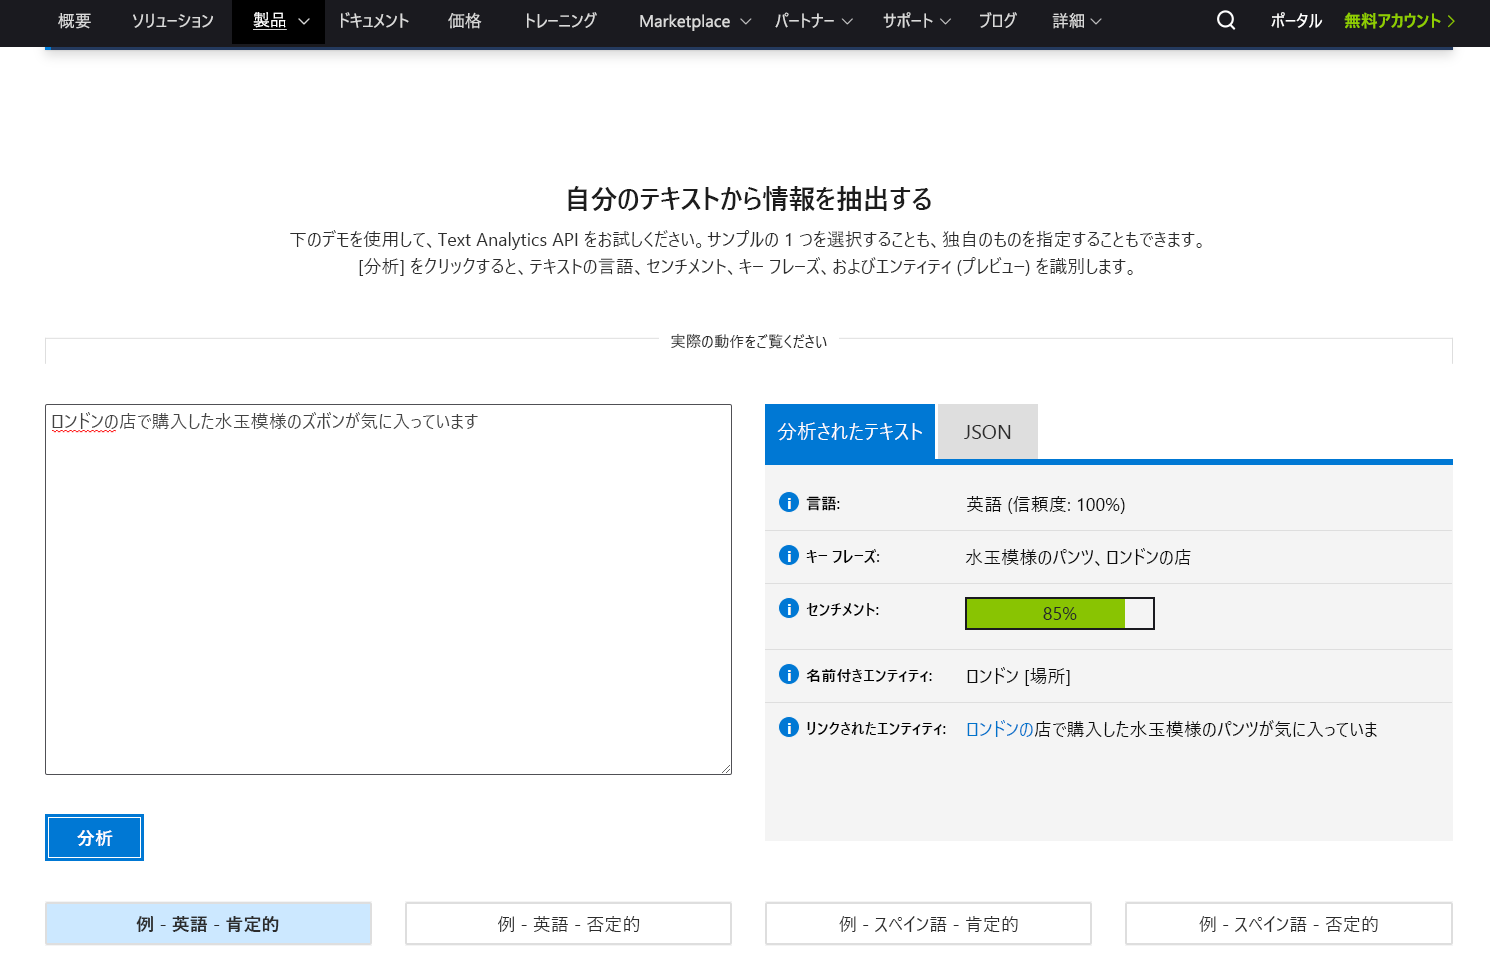 概要 ソリューション 製品 ドキュメント 価格 トレーニング Marketplace パートナー サポート ブログ 詳細 ポータル 無料アカウント
自分のテキストから情報を抽出する
下のデモを使用して、Text Analytics API をお試しください。サンプルの 1 つを選択することも、独自のものを指定することもできます。
[分析] をクリックすると、テキストの言語、センチメント、キー フレーズ、およびエンティティ (プレビュー) を識別します。
実際の動作をご覧ください
ロンドンの店で購入した水玉模様のズボンが気に入っています
分析
分析されたテキスト JSON
言語: 英語 (信頼度: 100%)
キー フレーズ: 水玉模様のパンツ、ロンドンの店
センチメント: 85%
名前付きエンティティ: ロンドン [場所]
リンクされたエンティティ: ロンドンの店で購入した水玉模様のパンツが気に入っていま
例 - 英語 - 肯定的 例 - 英語 - 否定的 例 - スペイン語 - 肯定的 例 - スペイン語 - 否定的